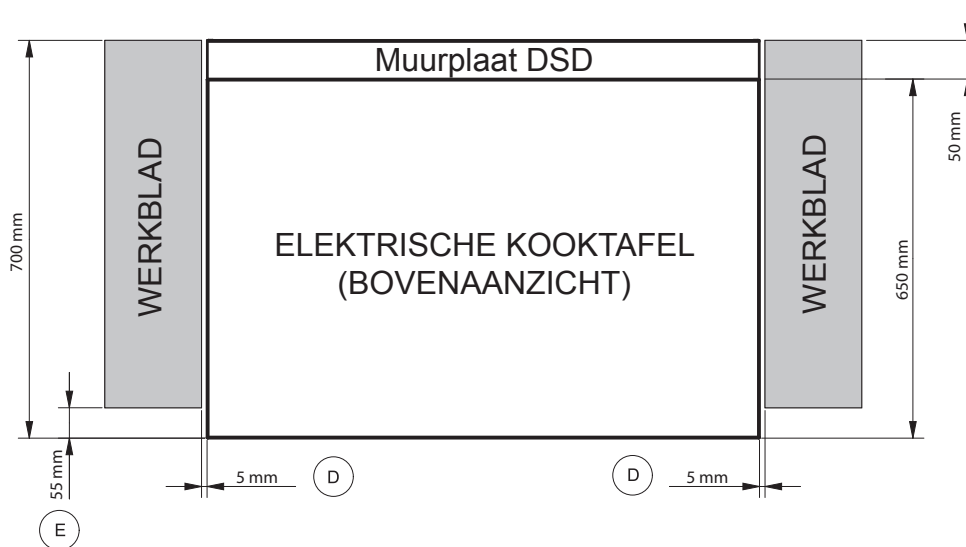 Muurplaat DSD
WERKBLAD
WERKBLAD
ELEKTRISCHE KOOKTAFEL
(BOVENAANZICHT)
700 mm
50 mm
650 mm
55 mm
5 mm
D
D
5 mm
E